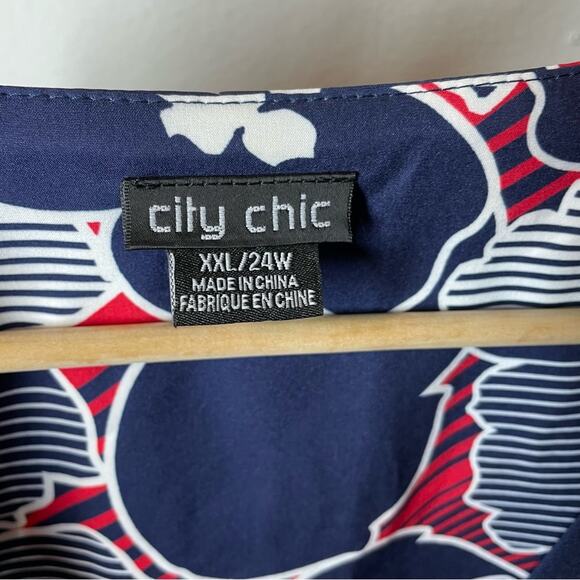 city chic
XXL/24W
MADE IN CHINA
FABRIQUE EN CHINE